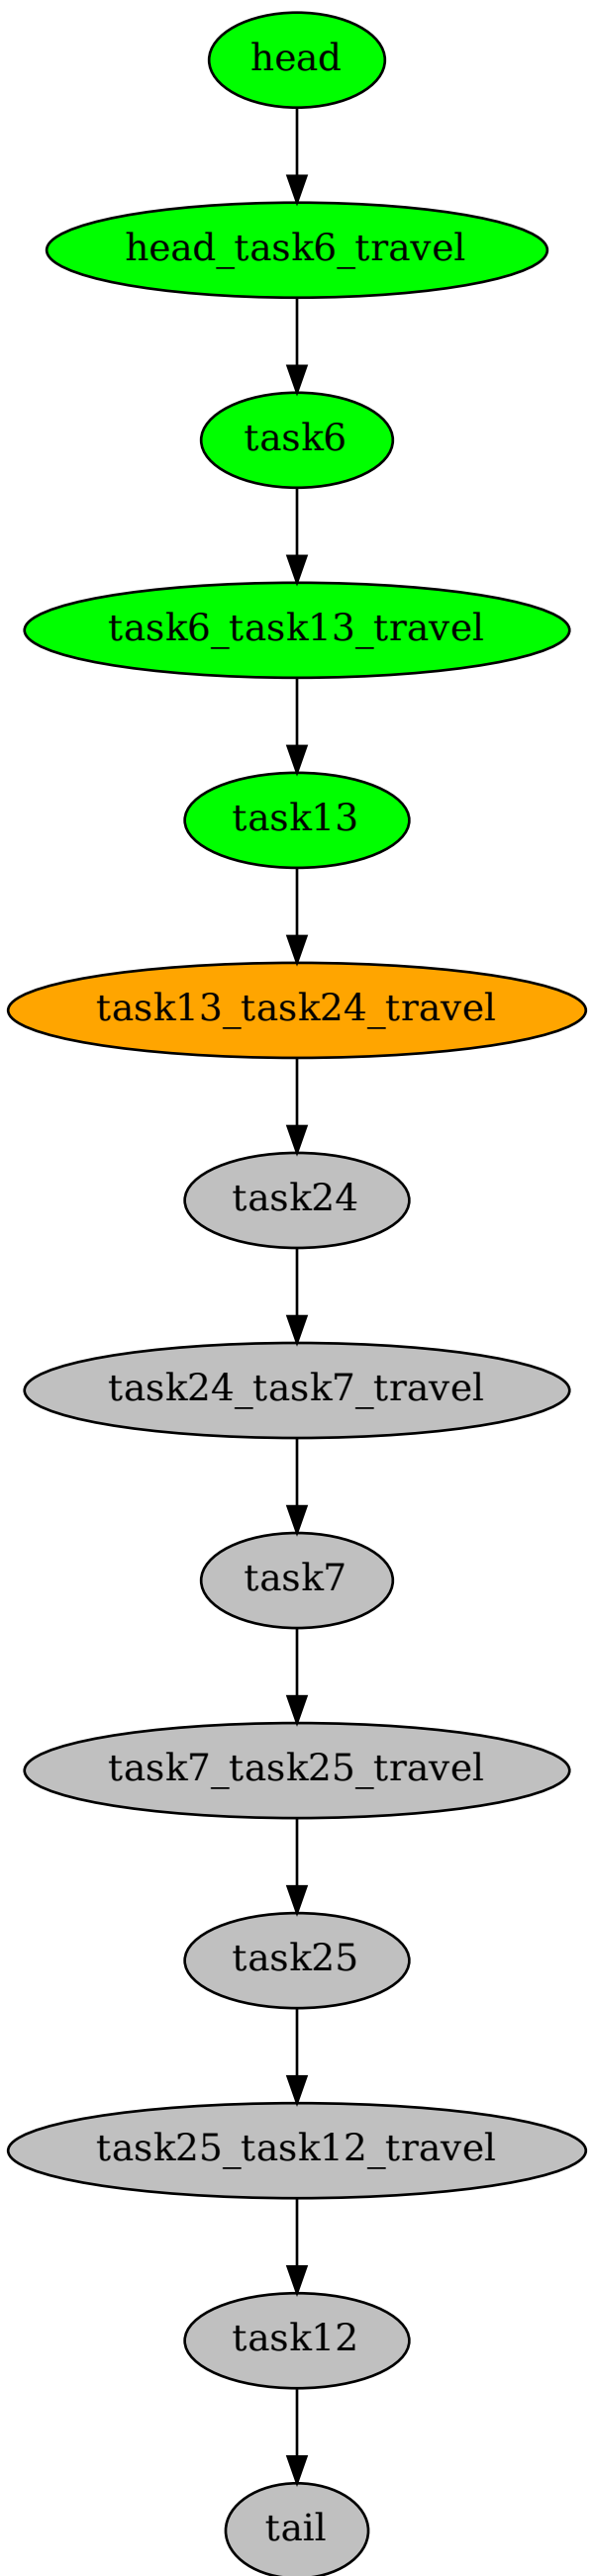 head
head_task6_travel
task6
task6_task13_travel
task13
task13_task24_travel
task24
task24_task7_travel
task7
task7_task25_travel
task25
task25_task12_travel
task12
tail